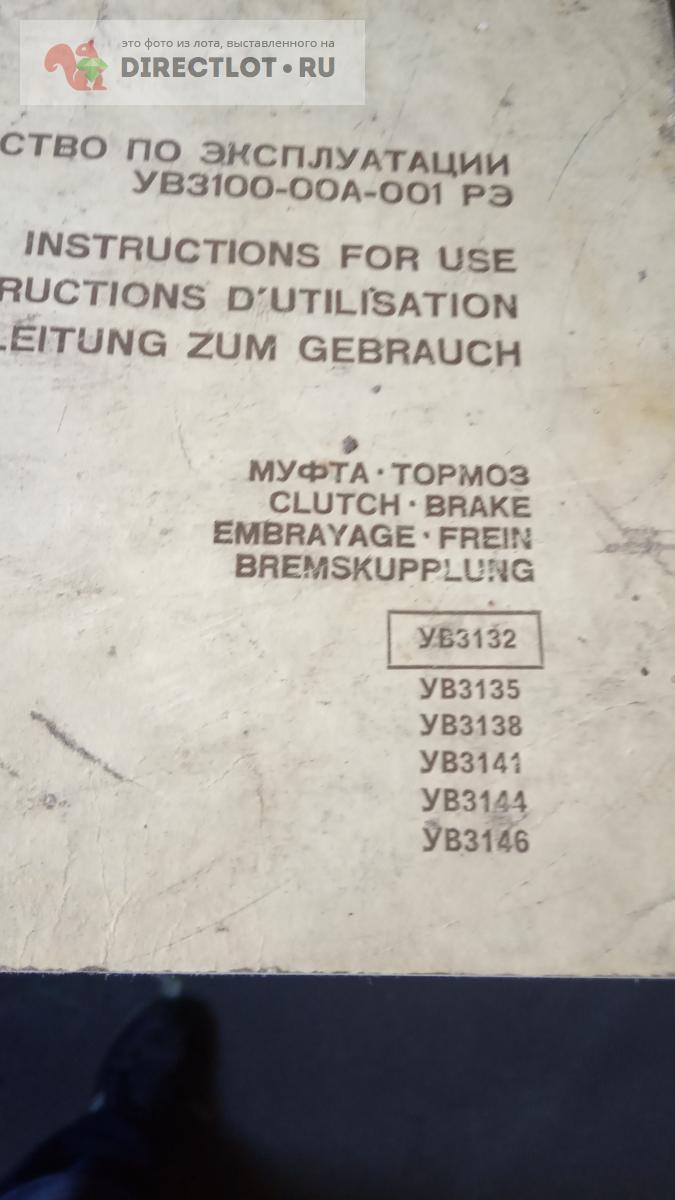 это фото из лота, выставленного на
DIRECTLOT•RU
СТВО ПО ЭКСПЛУАТАЦИИ
УВ3100-00А-001 РЭ
INSTRUCTIONS FOR USE
RUCTIONS D'UTILISATION
LEITUNG ZUM GEBRAUCH
МУФТА · ТОРМОЗ
CLUTCH · BRAKE
EMBRAYAGE · FREIN
BREMSKUPPLUNG
УВ3132
УВ3135
УВ3138
УВ3141
УВ3144
УВ3146